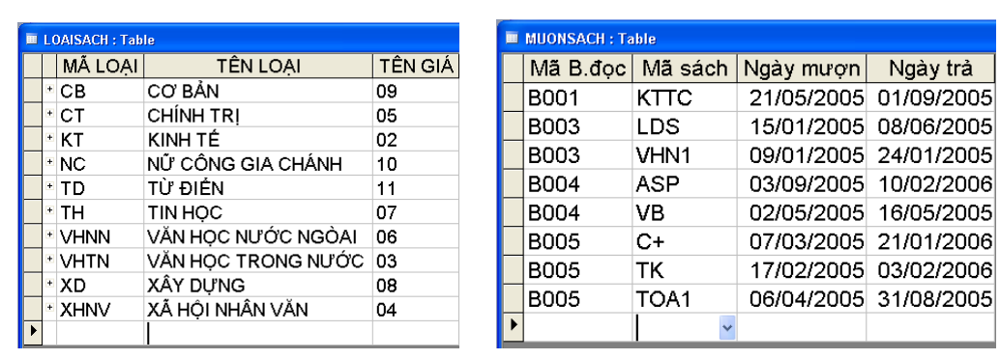 LOAISACH : Table
MÃ LOẠI TÊN LOẠI TÊN GIÁ
+ CB CƠ BẢN 09
+ CT CHÍNH TRỊ 05
+ KT KINH TẾ 02
+ NC NỮ CÔNG GIA CHÁNH 10
+ TD TỪ ĐIỂN 11
+ TH TIN HỌC 07
+ VHNN VĂN HỌC NƯỚC NGÒAI 06
+ VHTN VĂN HỌC TRONG NƯỚC 03
+ XD XÂY DỰNG 08
+ XHNV XÃ HỘI NHÂN VĂN 04
MUONSACH : Table
Mã B.đọc Mã sách Ngày mượn Ngày trả
B001 KTTC 21/05/2005 01/09/2005
B003 LDS 15/01/2005 08/06/2005
B003 VHN1 09/01/2005 24/01/2005
B004 ASP 03/09/2005 10/02/2006
B004 VB 02/05/2005 16/05/2005
B005 C+ 07/03/2005 21/01/2006
B005 TK 17/02/2005 03/02/2006
B005 TOA1 06/04/2005 31/08/2005